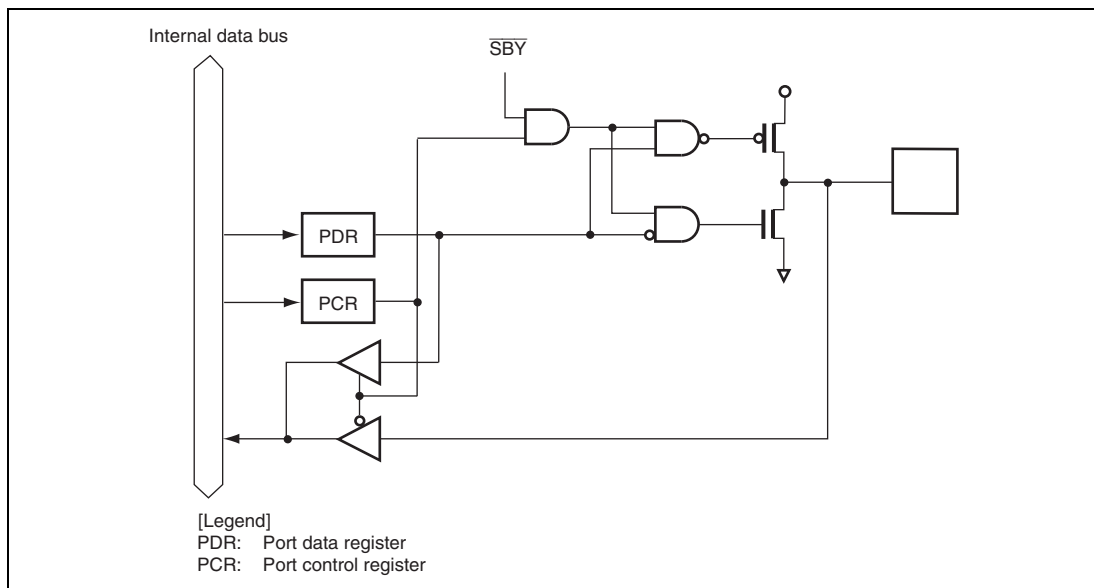 Internal data bus
SBY
PDR
PCR
[Legend]
PDR: Port data register
PCR: Port control register